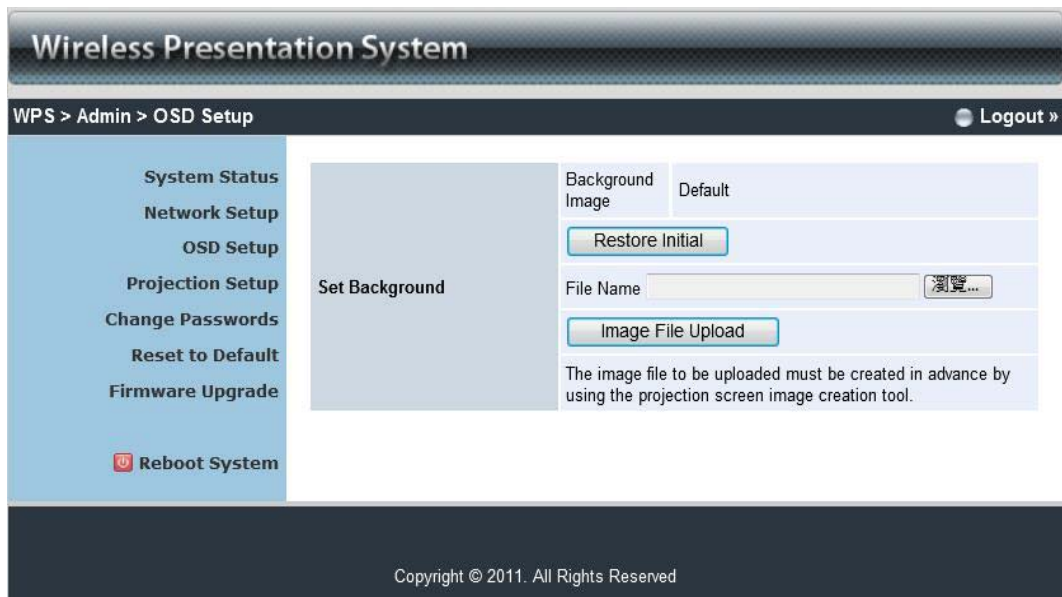 Wireless Presentation System
WPS > Admin > OSD Setup
Logout »
System Status
Network Setup
OSD Setup
Projection Setup
Change Passwords
Reset to Default
Firmware Upgrade
Reboot System
Set Background
Background
Image
Default
Restore Initial
File Name
瀏覽...
Image File Upload
The image file to be uploaded must be created in advance by
using the projection screen image creation tool.
Copyright © 2011. All Rights Reserved